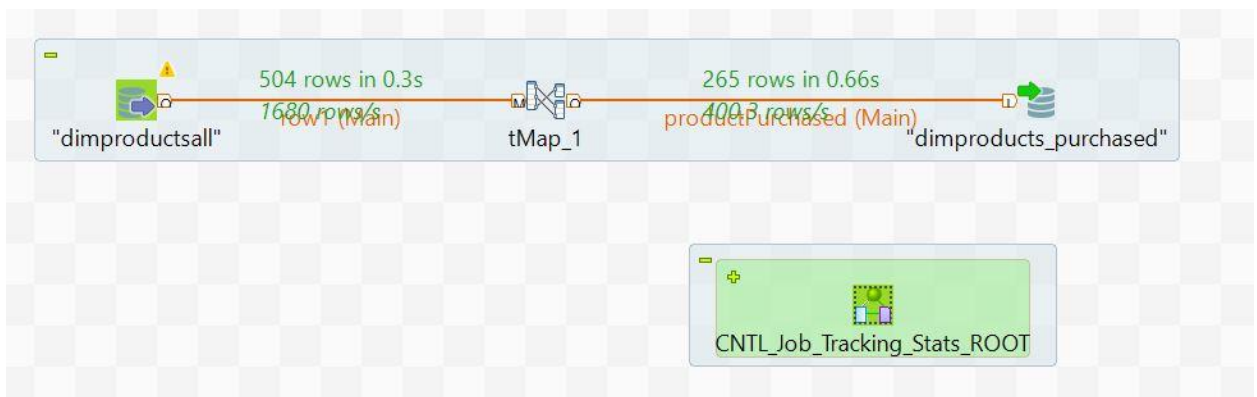 504 rows in 0.3s
1680 rows/s
row1 (Main)
265 rows in 0.66s
400.3 rows/s
productPurchased (Main)
"dimproductsall"
tMap_1
"dimproducts_purchased"
CNTL_Job_Tracking_Stats_ROOT